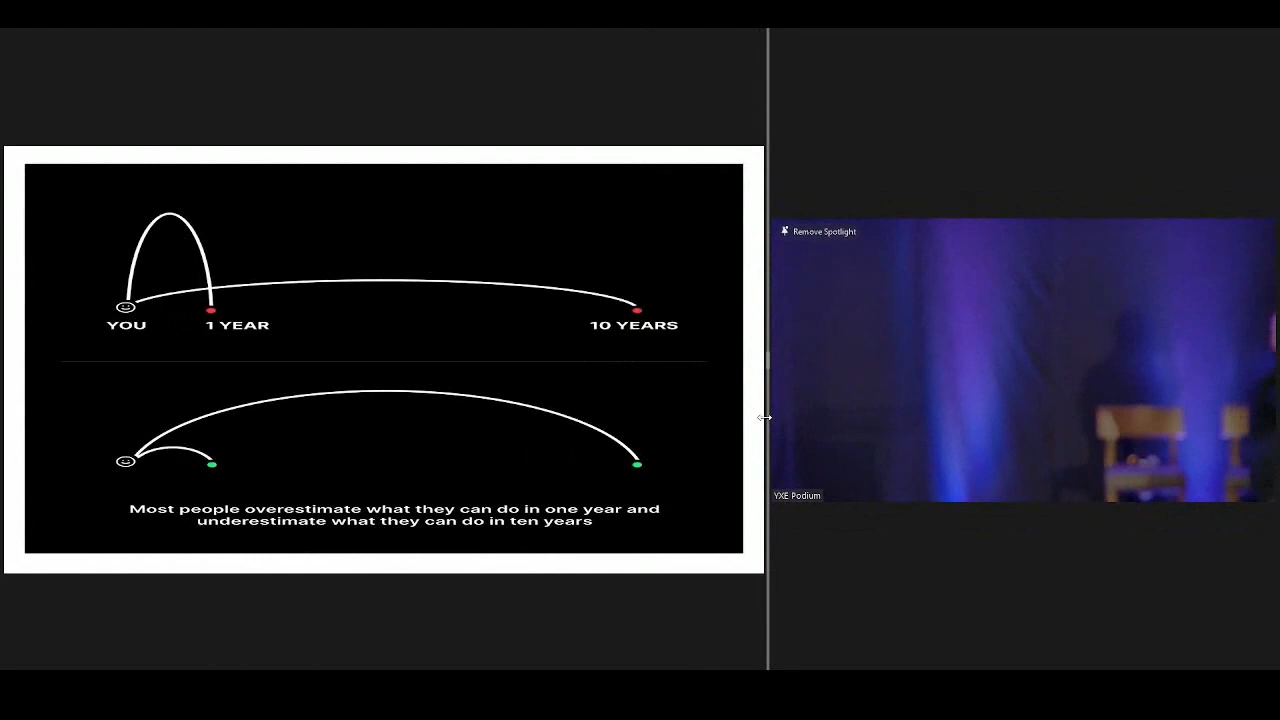 YOU
1 YEAR
10 YEARS
Most people overestimate what they can do in one year and
underestimate what they can do in ten years
Remove Spotlight
YXE Podium